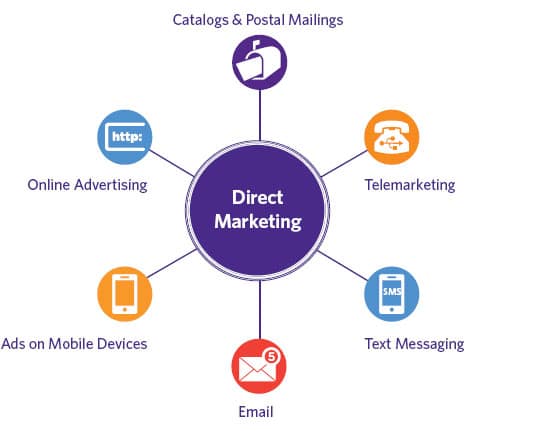 Catalogs & Postal Mailings
http:
Online Advertising
Telemarketing
Direct
Marketing
SMS
Ads on Mobile Devices
Text Messaging
5
Email